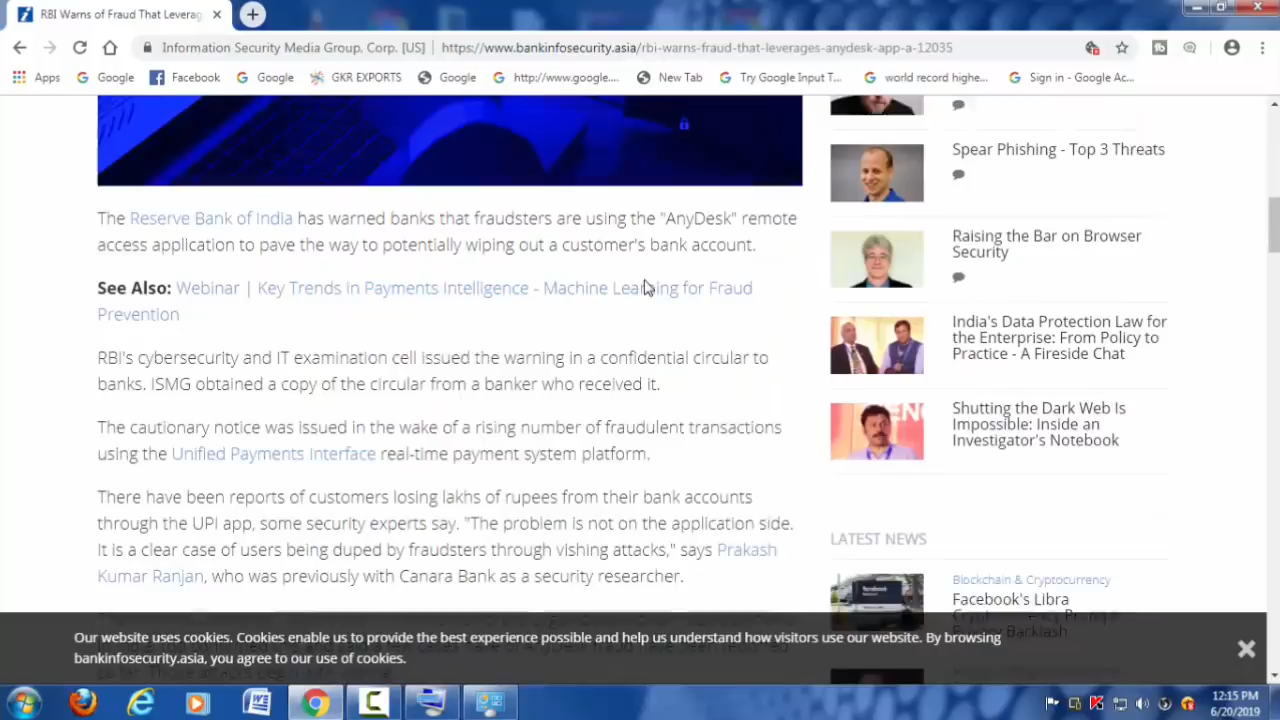 RBI Warns of Fraud That Leverag
Information Security Media Group, Corp. [US] | https://www.bankinfosecurity.asia/rbi-warns-fraud-that-leverages-anydesk-app-a-12035
Apps Google Facebook Google GKR EXPORTS Google http://www.google.... New Tab Try Google Input T... world record highe... Sign in - Google Ac...
The Reserve Bank of India has warned banks that fraudsters are using the "AnyDesk" remote
access application to pave the way to potentially wiping out a customer's bank account.
See Also: Webinar | Key Trends in Payments Intelligence - Machine Learning for Fraud
Prevention
RBI's cybersecurity and IT examination cell issued the warning in a confidential circular to
banks. ISMG obtained a copy of the circular from a banker who received it.
The cautionary notice was issued in the wake of a rising number of fraudulent transactions
using the Unified Payments Interface real-time payment system platform.
There have been reports of customers losing lakhs of rupees from their bank accounts
through the UPI app, some security experts say. "The problem is not on the application side.
It is a clear case of users being duped by fraudsters through vishing attacks," says Prakash
Kumar Ranjan, who was previously with Canara Bank as a security researcher.
Spear Phishing - Top 3 Threats
Raising the Bar on Browser
Security
India's Data Protection Law for
the Enterprise: From Policy to
Practice - A Fireside Chat
Shutting the Dark Web Is
Impossible: Inside an
Investigator's Notebook
LATEST NEWS
Blockchain & Cryptocurrency
Facebook's Libra
Backlash
Our website uses cookies. Cookies enable us to provide the best experience possible and help us understand how visitors use our website. By browsing
bankinfosecurity.asia, you agree to our use of cookies.
12:15 PM
6/20/2019